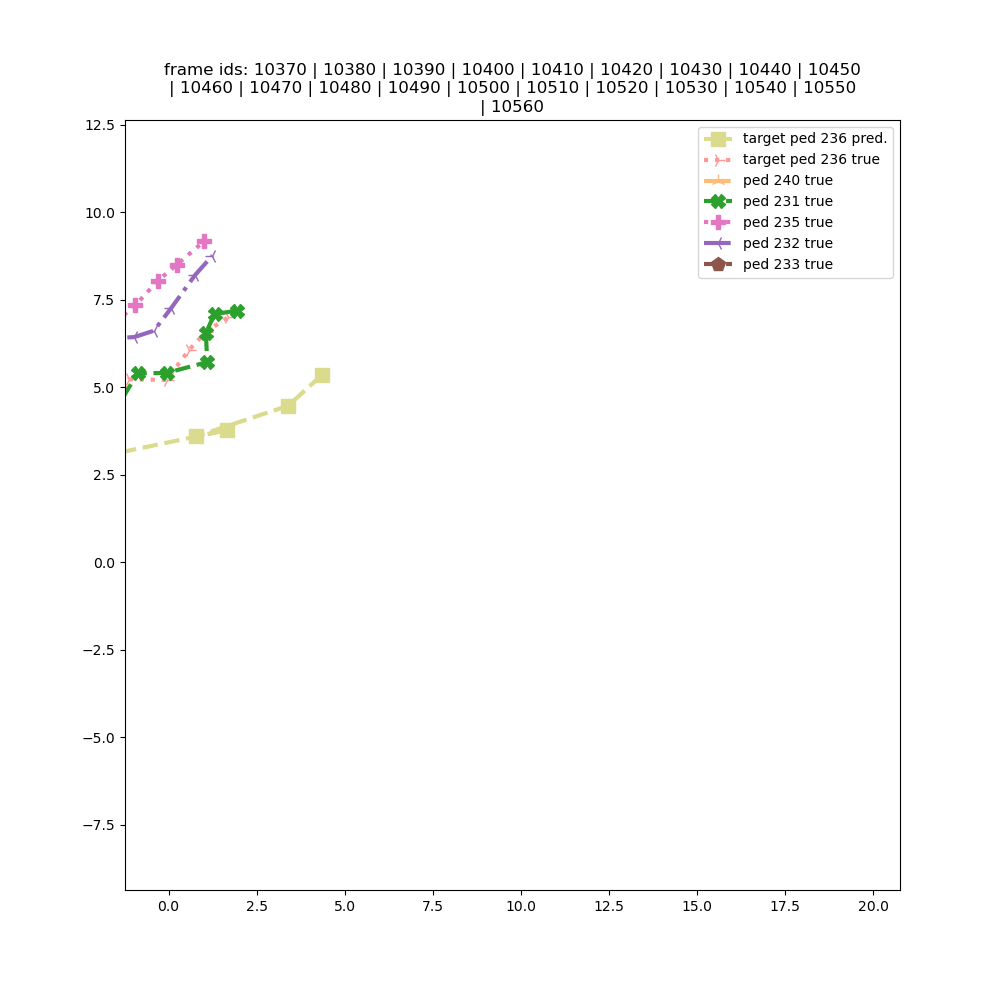 frame ids: 10370 | 10380 | 10390 | 10400 | 10410 | 10420 | 10430 | 10440 | 10450
| 10460 | 10470 | 10480 | 10490 | 10500 | 10510 | 10520 | 10530 | 10540 | 10550
| 10560
target ped 236 pred.
target ped 236 true
ped 240 true
ped 231 true
ped 235 true
ped 232 true
ped 233 true
12.5
10.0
7.5
5.0
2.5
0.0
−2.5
−5.0
−7.5
0.0 2.5 5.0 7.5 10.0 12.5 15.0 17.5 20.0